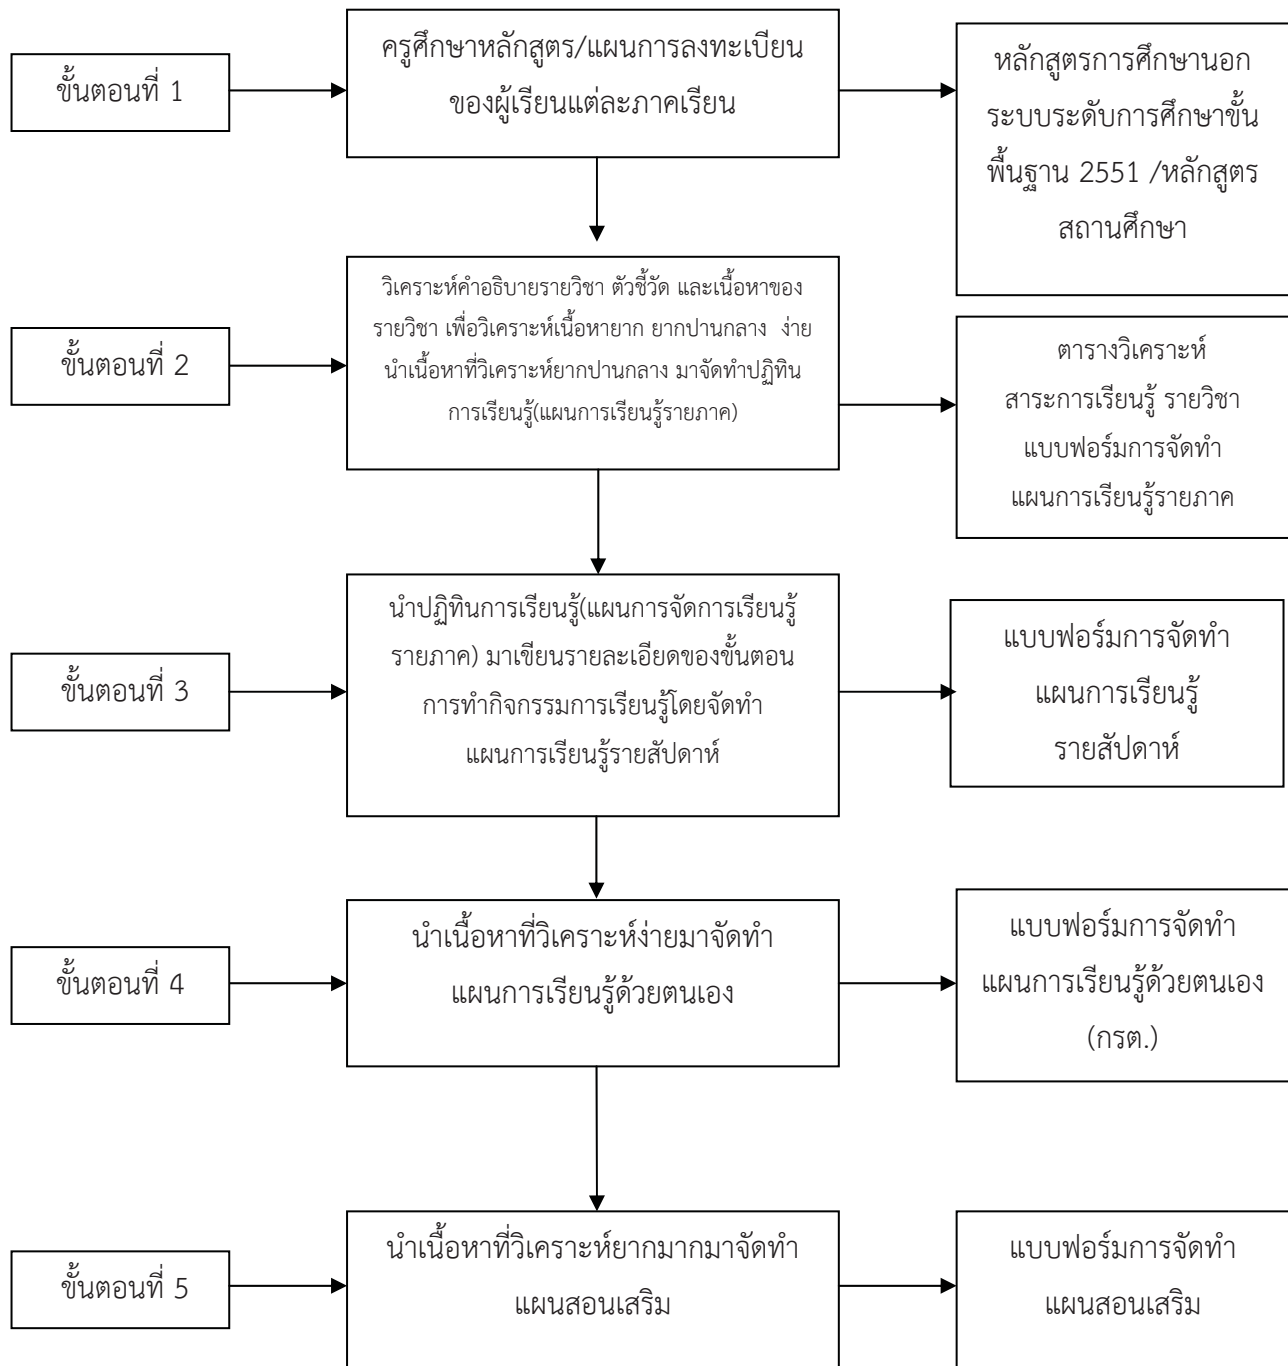 ขั้นตอนที่ 1
ครูศึกษาหลักสูตร/แผนการลงทะเบียน
ของผู้เรียนแต่ละภาคเรียน
หลักสูตรการศึกษานอก
ระบบระดับการศึกษาขั้น
พื้นฐาน 2551 /หลักสูตร
สถานศึกษา
ขั้นตอนที่ 2
วิเคราะห์คำอธิบายรายวิชา ตัวชี้วัด และเนื้อหาของ
รายวิชา เพื่อวิเคราะห์เนื้อหายาก ยากปานกลาง ง่าย
นำเนื้อหาที่วิเคราะห์ยากปานกลาง มาจัดทำปฏิทิน
การเรียนรู้(แผนการเรียนรู้รายภาค)
ตารางวิเคราะห์
สาระการเรียนรู้ รายวิชา
แบบฟอร์มการจัดทำ
แผนการเรียนรู้รายภาค
ขั้นตอนที่ 3
นำปฏิทินการเรียนรู้(แผนการจัดการเรียนรู้
รายภาค) มาเขียนรายละเอียดของขั้นตอน
การทำกิจกรรมการเรียนรู้โดยจัดทำ
แผนการเรียนรู้รายสัปดาห์
แบบฟอร์มการจัดทำ
แผนการเรียนรู้
รายสัปดาห์
ขั้นตอนที่ 4
นำเนื้อหาที่วิเคราะห์ง่ายมาจัดทำ
แผนการเรียนรู้ด้วยตนเอง
แบบฟอร์มการจัดทำ
แผนการเรียนรู้ด้วยตนเอง
(กรต.)
ขั้นตอนที่ 5
นำเนื้อหาที่วิเคราะห์ยากมากมาจัดทำ
แผนสอนเสริม
แบบฟอร์มการจัดทำ
แผนสอนเสริม